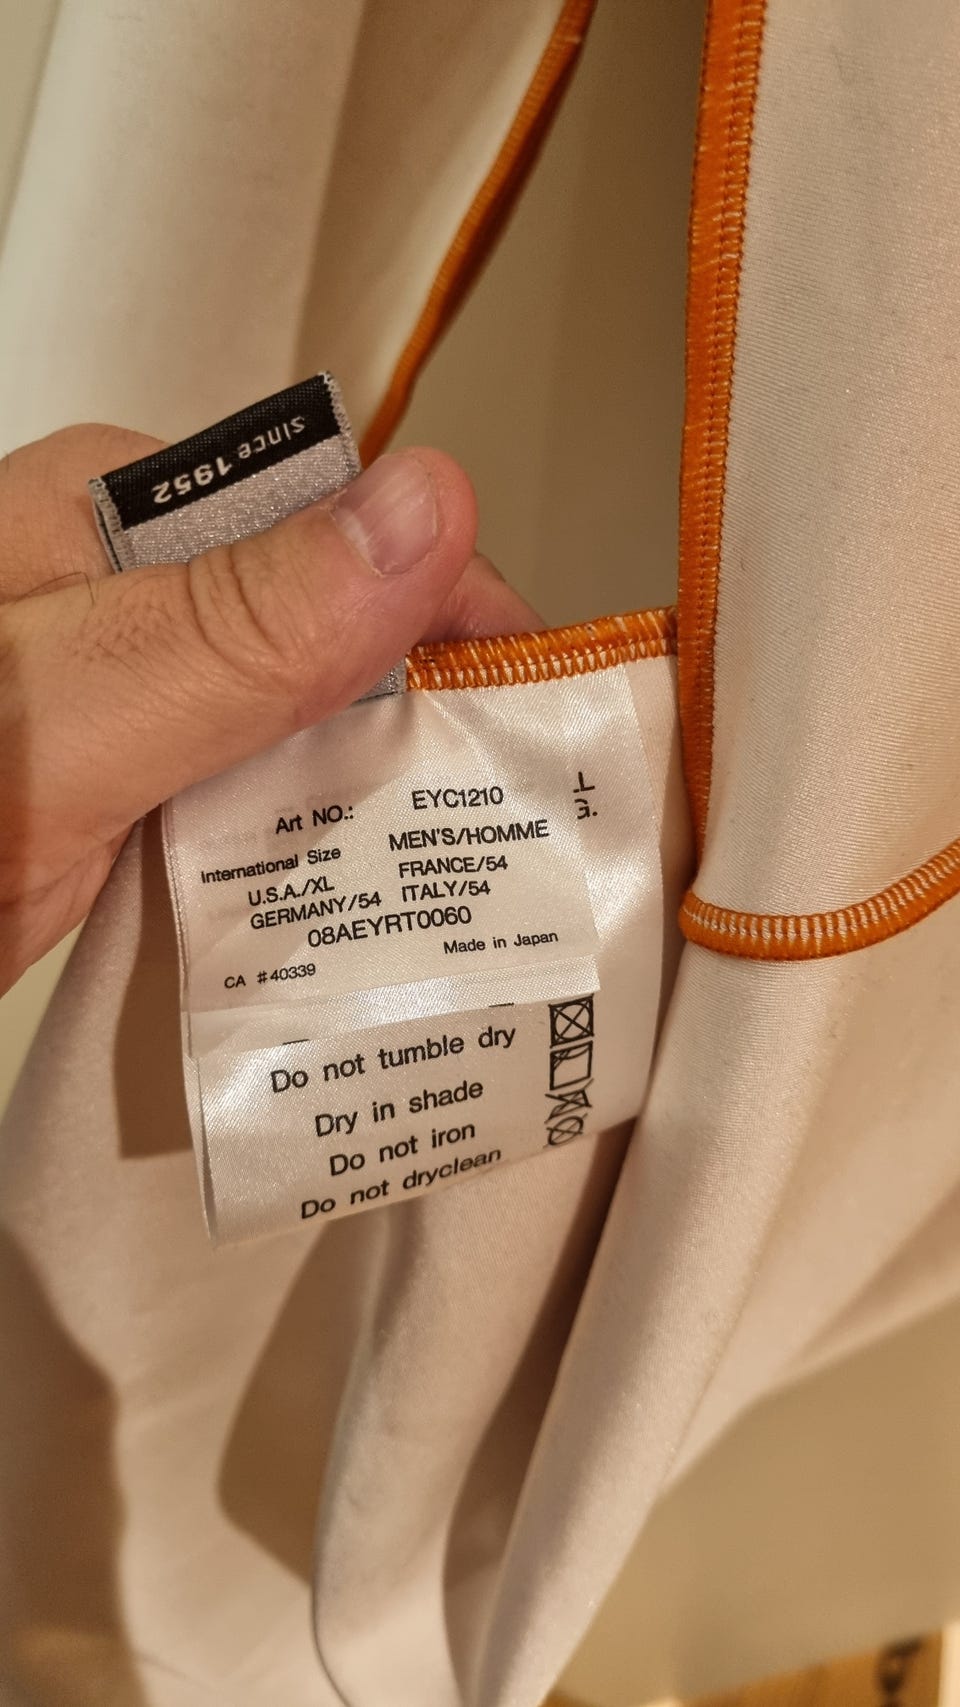 since 1952
Art NO.: EYC1210
International Size MEN'S/HOMME
U.S.A./XL FRANCE/54
GERMANY/54 ITALY/54
08AEYRT0060
Made in Japan
CA #40339
L
G.
Do not tumble dry
Dry in shade
Do not iron
Do not dryclean